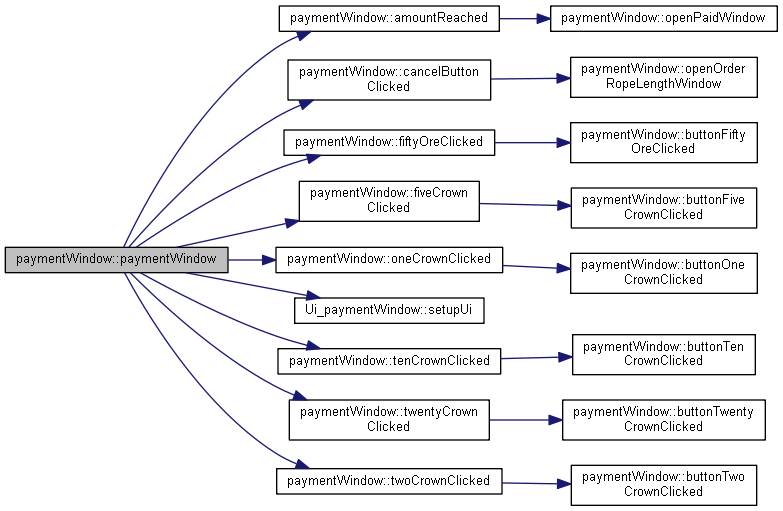 paymentWindow::amountReached
paymentWindow::openPaidWindow
paymentWindow::cancelButton
Clicked
paymentWindow::openOrder
RopeLengthWindow
paymentWindow::fiftyOreClicked
paymentWindow::buttonFifty
OreClicked
paymentWindow::fiveCrown
Clicked
paymentWindow::buttonFive
CrownClicked
paymentWindow::paymentWindow
paymentWindow::oneCrownClicked
paymentWindow::buttonOne
CrownClicked
Ui_paymentWindow::setupUi
paymentWindow::tenCrownClicked
paymentWindow::buttonTen
CrownClicked
paymentWindow::twentyCrown
Clicked
paymentWindow::buttonTwenty
CrownClicked
paymentWindow::twoCrownClicked
paymentWindow::buttonTwo
CrownClicked